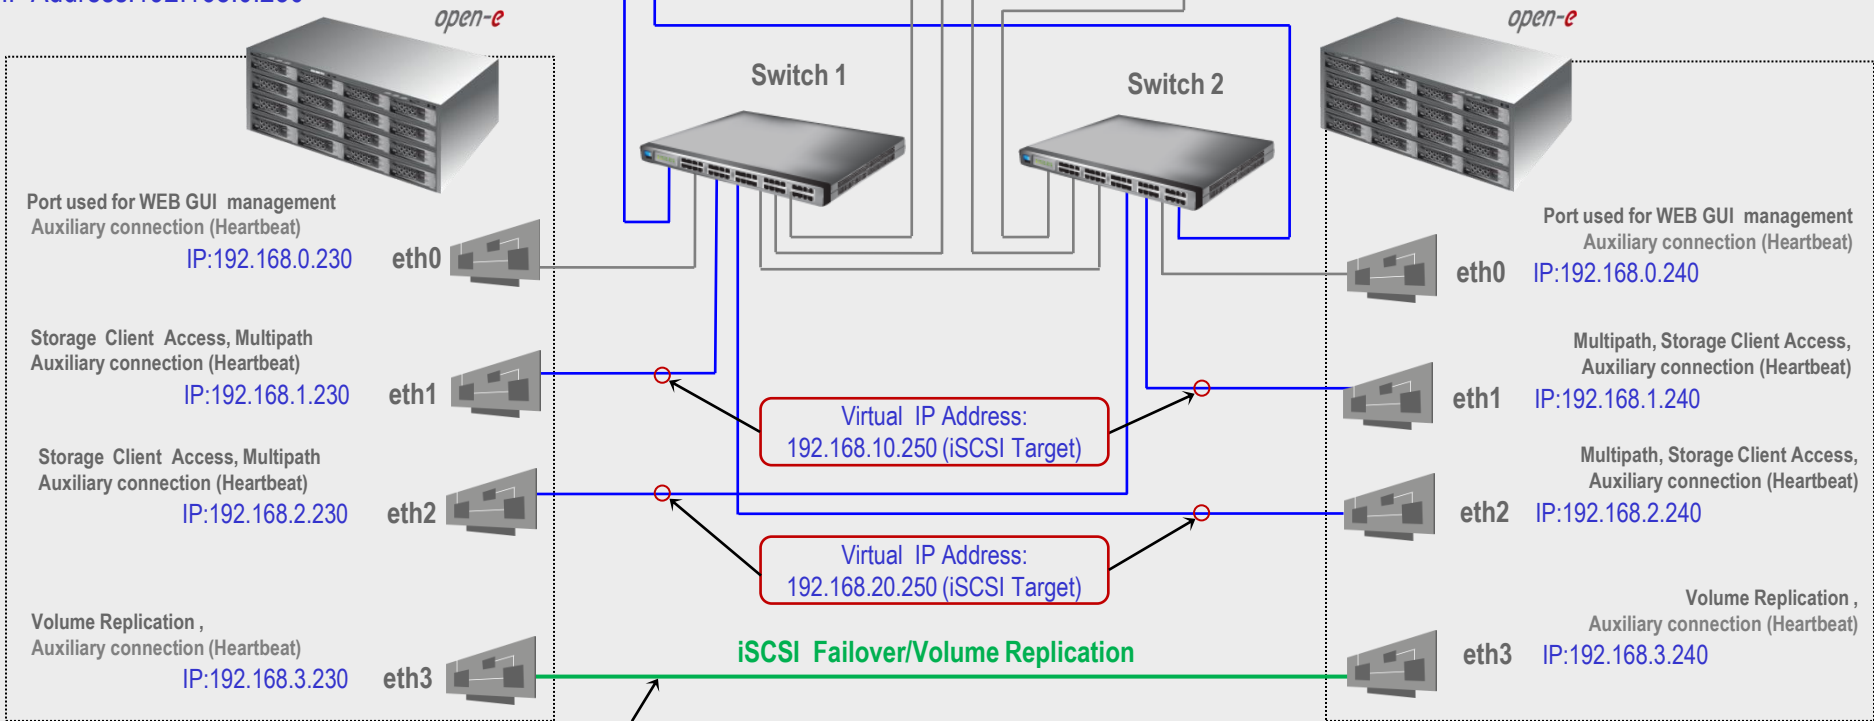 open-e
open-e
Switch 1
Switch 2
Port used for WEB GUI management
Auxiliary connection (Heartbeat)
IP:192.168.0.230
eth0
Storage Client Access, Multipath
Auxiliary connection (Heartbeat)
IP:192.168.1.230
eth1
Storage Client Access, Multipath
Auxiliary connection (Heartbeat)
IP:192.168.2.230
eth2
Volume Replication ,
Auxiliary connection (Heartbeat)
IP:192.168.3.230
eth3
Virtual IP Address:
192.168.10.250 (iSCSI Target)
Virtual IP Address:
192.168.20.250 (iSCSI Target)
iSCSI Failover/Volume Replication
Port used for WEB GUI management
Auxiliary connection (Heartbeat)
eth0
IP:192.168.0.240
Multipath, Storage Client Access,
Auxiliary connection (Heartbeat)
eth1
IP:192.168.1.240
Multipath, Storage Client Access,
Auxiliary connection (Heartbeat)
eth2
IP:192.168.2.240
Volume Replication ,
Auxiliary connection (Heartbeat)
eth3
IP:192.168.3.240